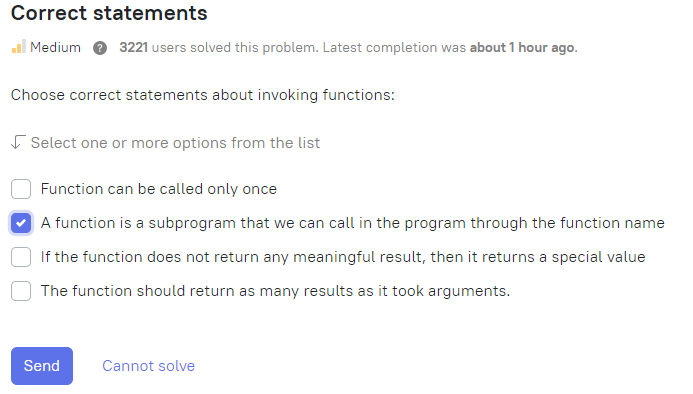 Correct statements
Medium ? 3221 users solved this problem. Latest completion was about 1 hour ago.
Choose correct statements about invoking functions:
Select one or more options from the list
Function can be called only once
A function is a subprogram that we can call in the program through the function name
If the function does not return any meaningful result, then it returns a special value
The function should return as many results as it took arguments.
Send Cannot solve